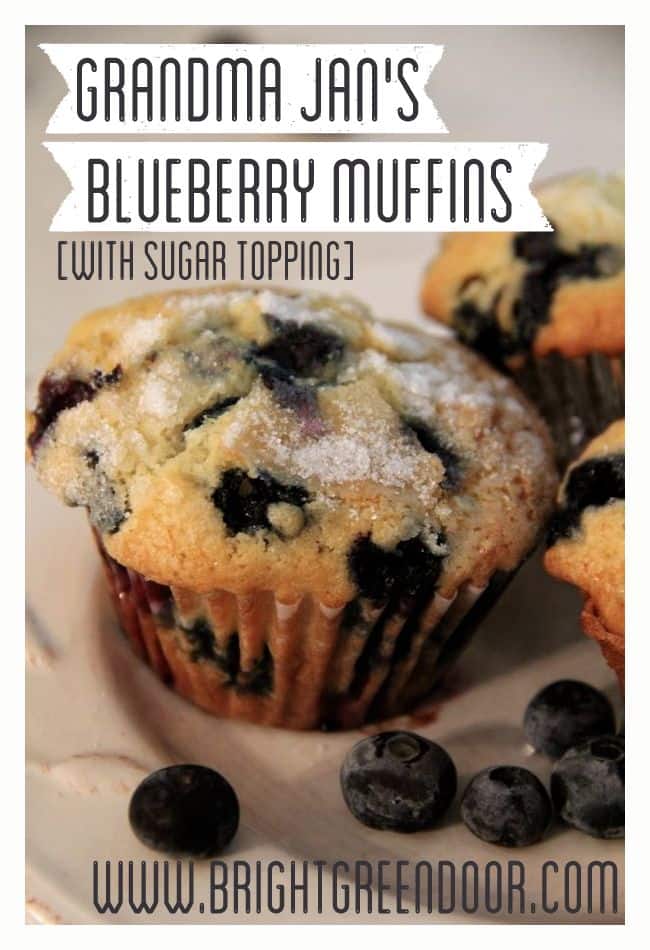 GRANDMA JAN'S
BLUEBERRY MUFFINS
[WITH SUGAR TOPPING]
WWW.BRIGHTGREENDOOR.COM